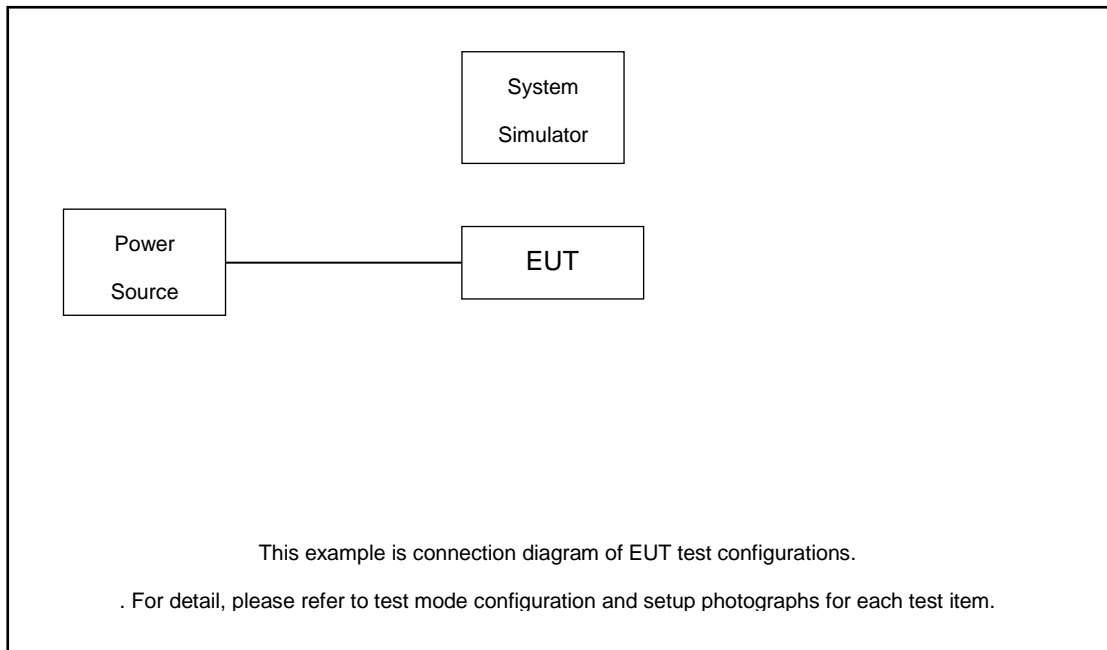 System
Simulator
Power
Source
EUT
This example is connection diagram of EUT test configurations.
. For detail, please refer to test mode configuration and setup photographs for each test item.